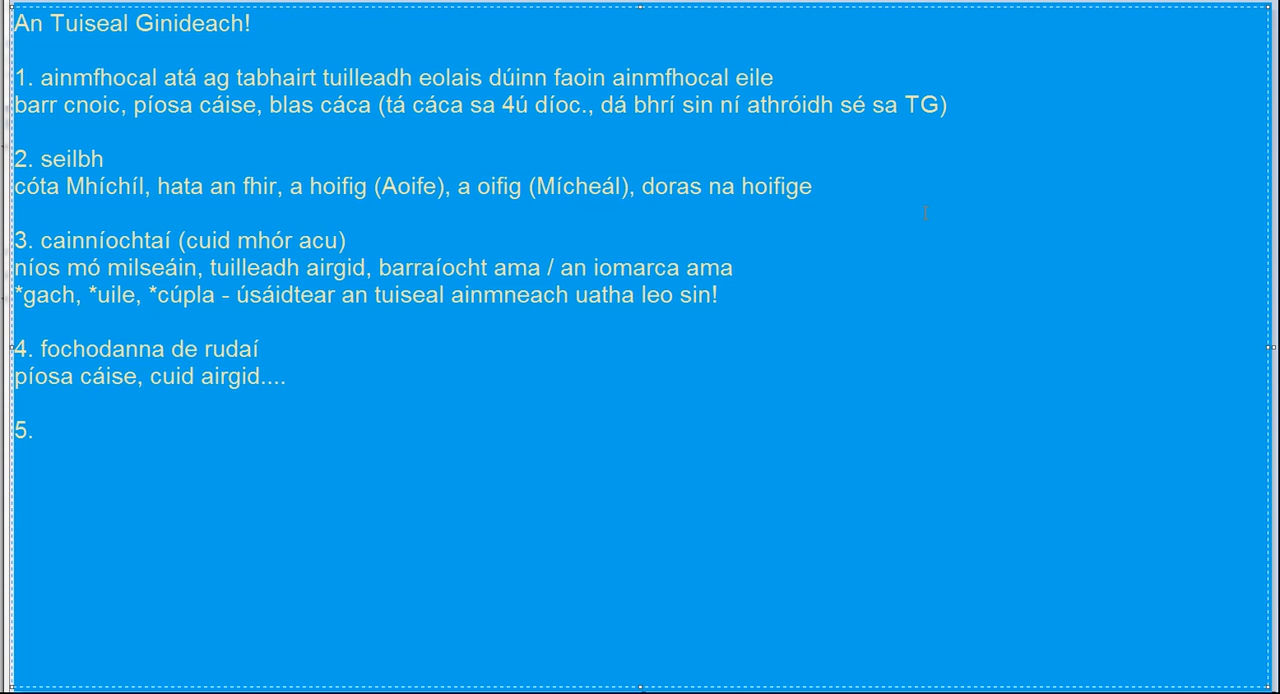 An Tuiseal Ginideach!
1. ainmfhocal atá ag tabhairt tuilleadh eolais dúinn faoin ainmfhocal eile
barr cnoic, píosa cáise, blas cáca (tá cáca sa 4ú díoc., dá bhrí sin ní athróidh sé sa TG)
2. seilbh
cóta Mhíchíl, hata an fhir, a hoifig (Aoife), a oifig (Mícheál), doras na hoifige
3. cainníochtaí (cuid mhór acu)
níos mó milseáin, tuilleadh airgid, barraíocht ama / an iomarca ama
*gach, *uile, *cúpla - úsáidtear an tuiseal ainmneach uatha leo sin!
4. fochodanna de rudaí
píosa cáise, cuid airgid....
5.